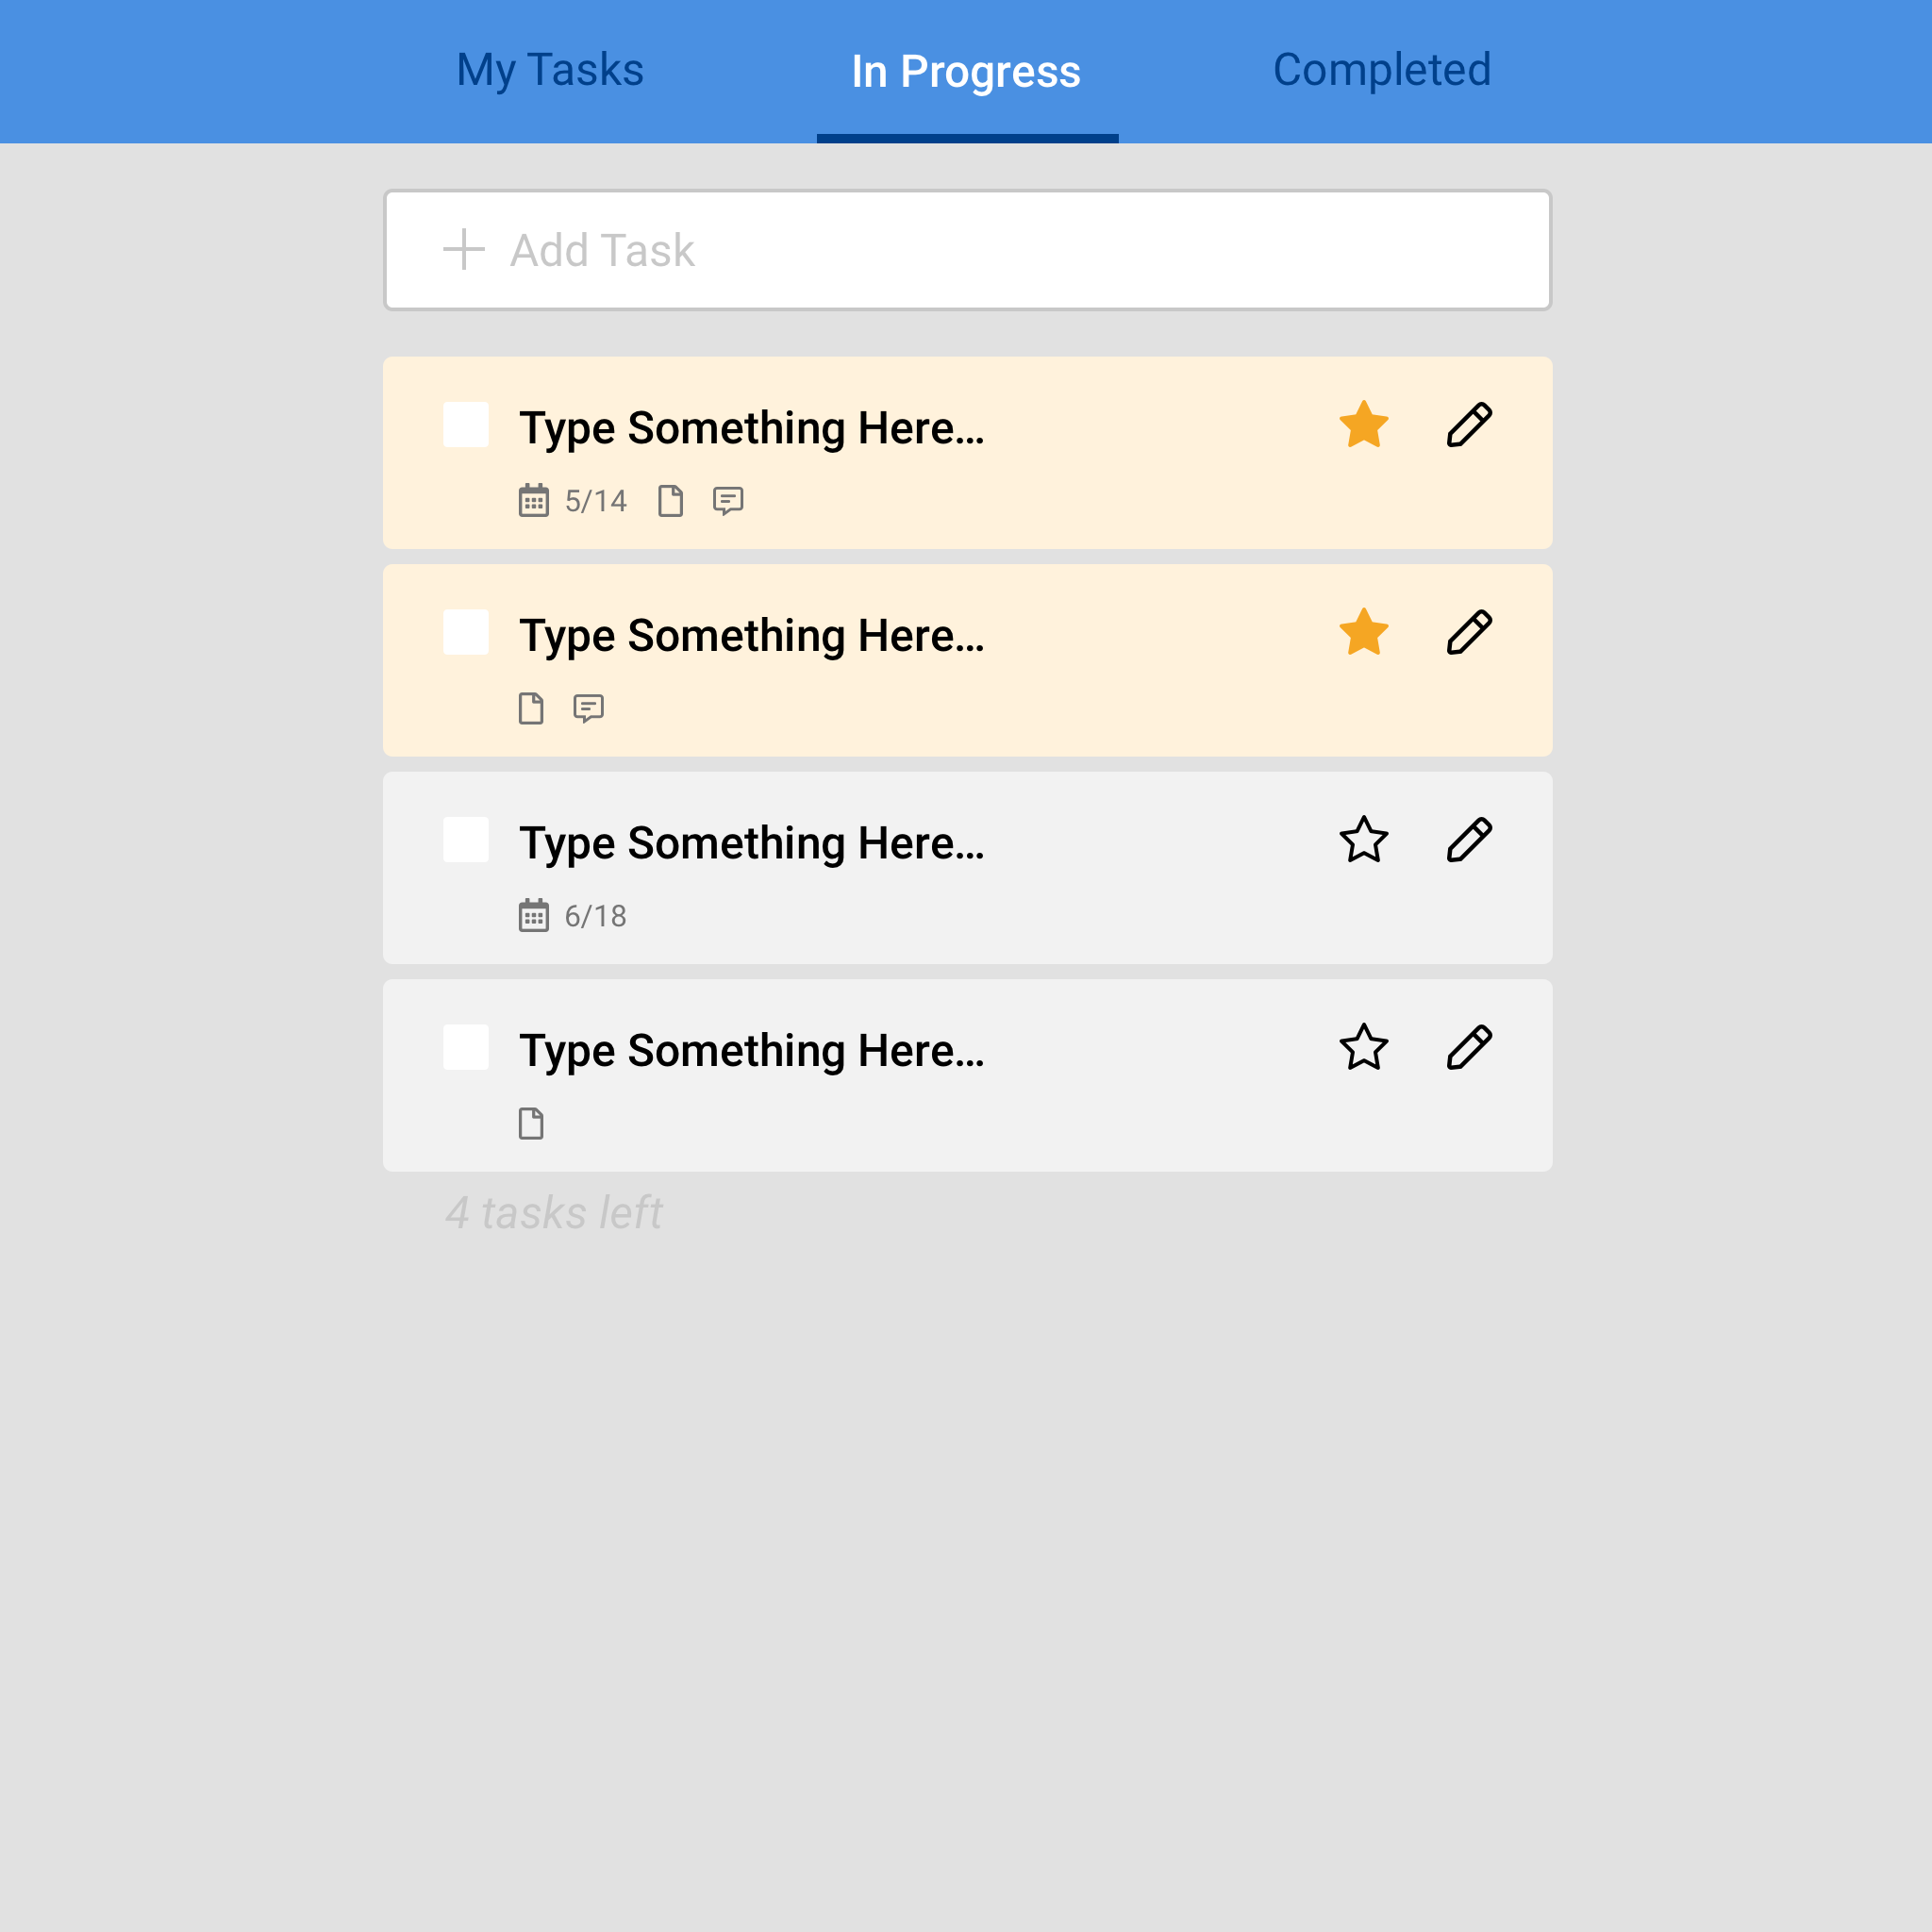 My Tasks In Progress Completed
Add Task
Type Something Here…
5/14
Type Something Here…
Type Something Here…
6/18
Type Something Here…
4 tasks left